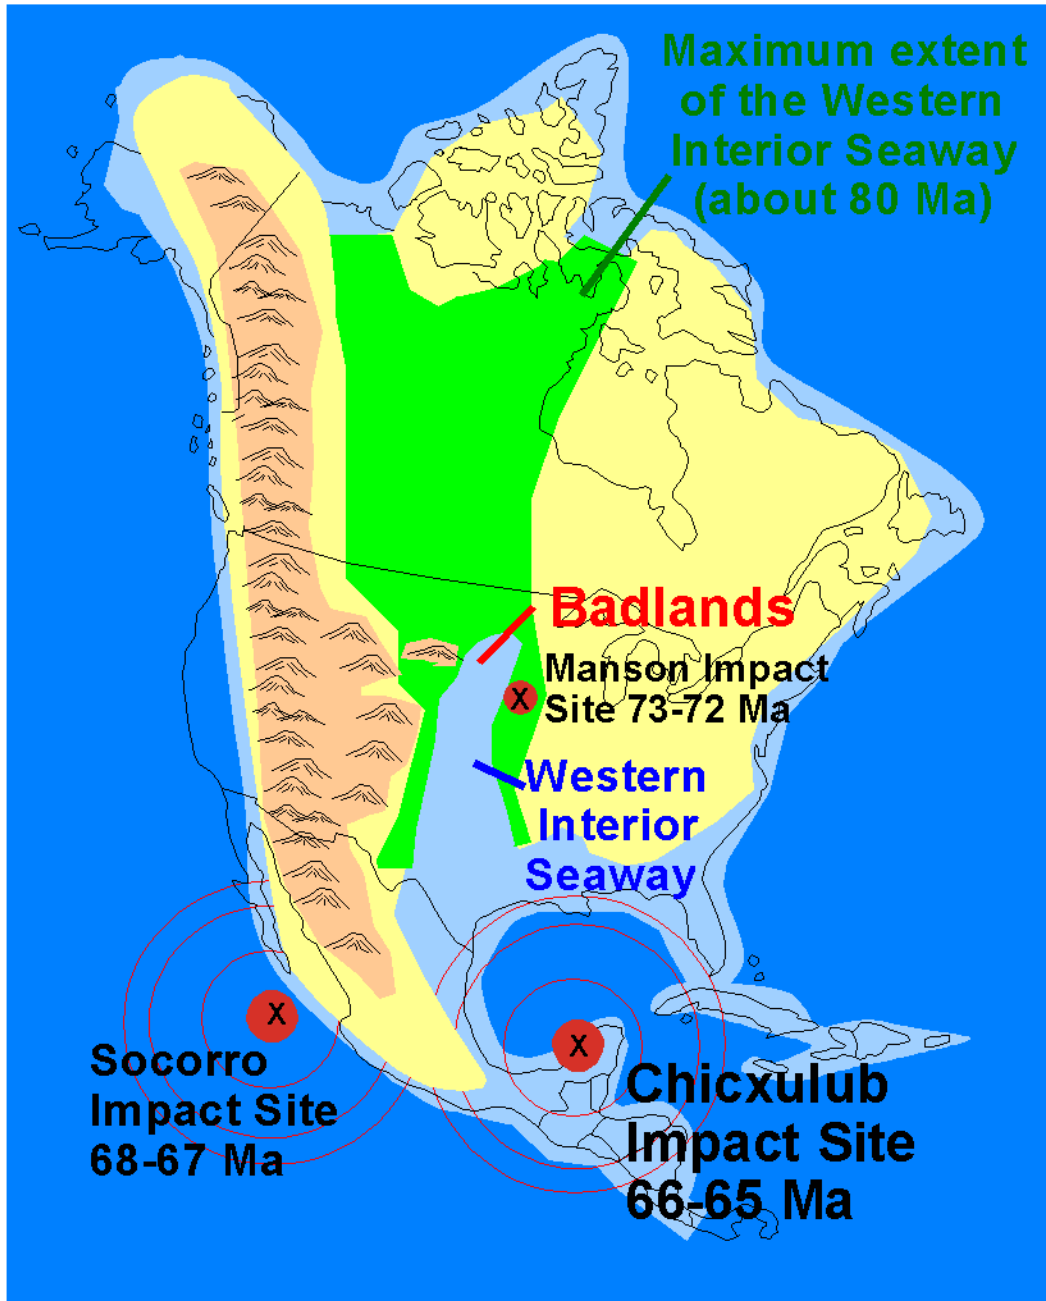 Maximum extent
of the Western
Interior Seaway
(about 80 Ma)
Badlands
Manson Impact
Site 73-72 Ma
X
Western
Interior
Seaway
X
Socorro
Impact Site
68-67 Ma
X
Chicxulub
Impact Site
66-65 Ma